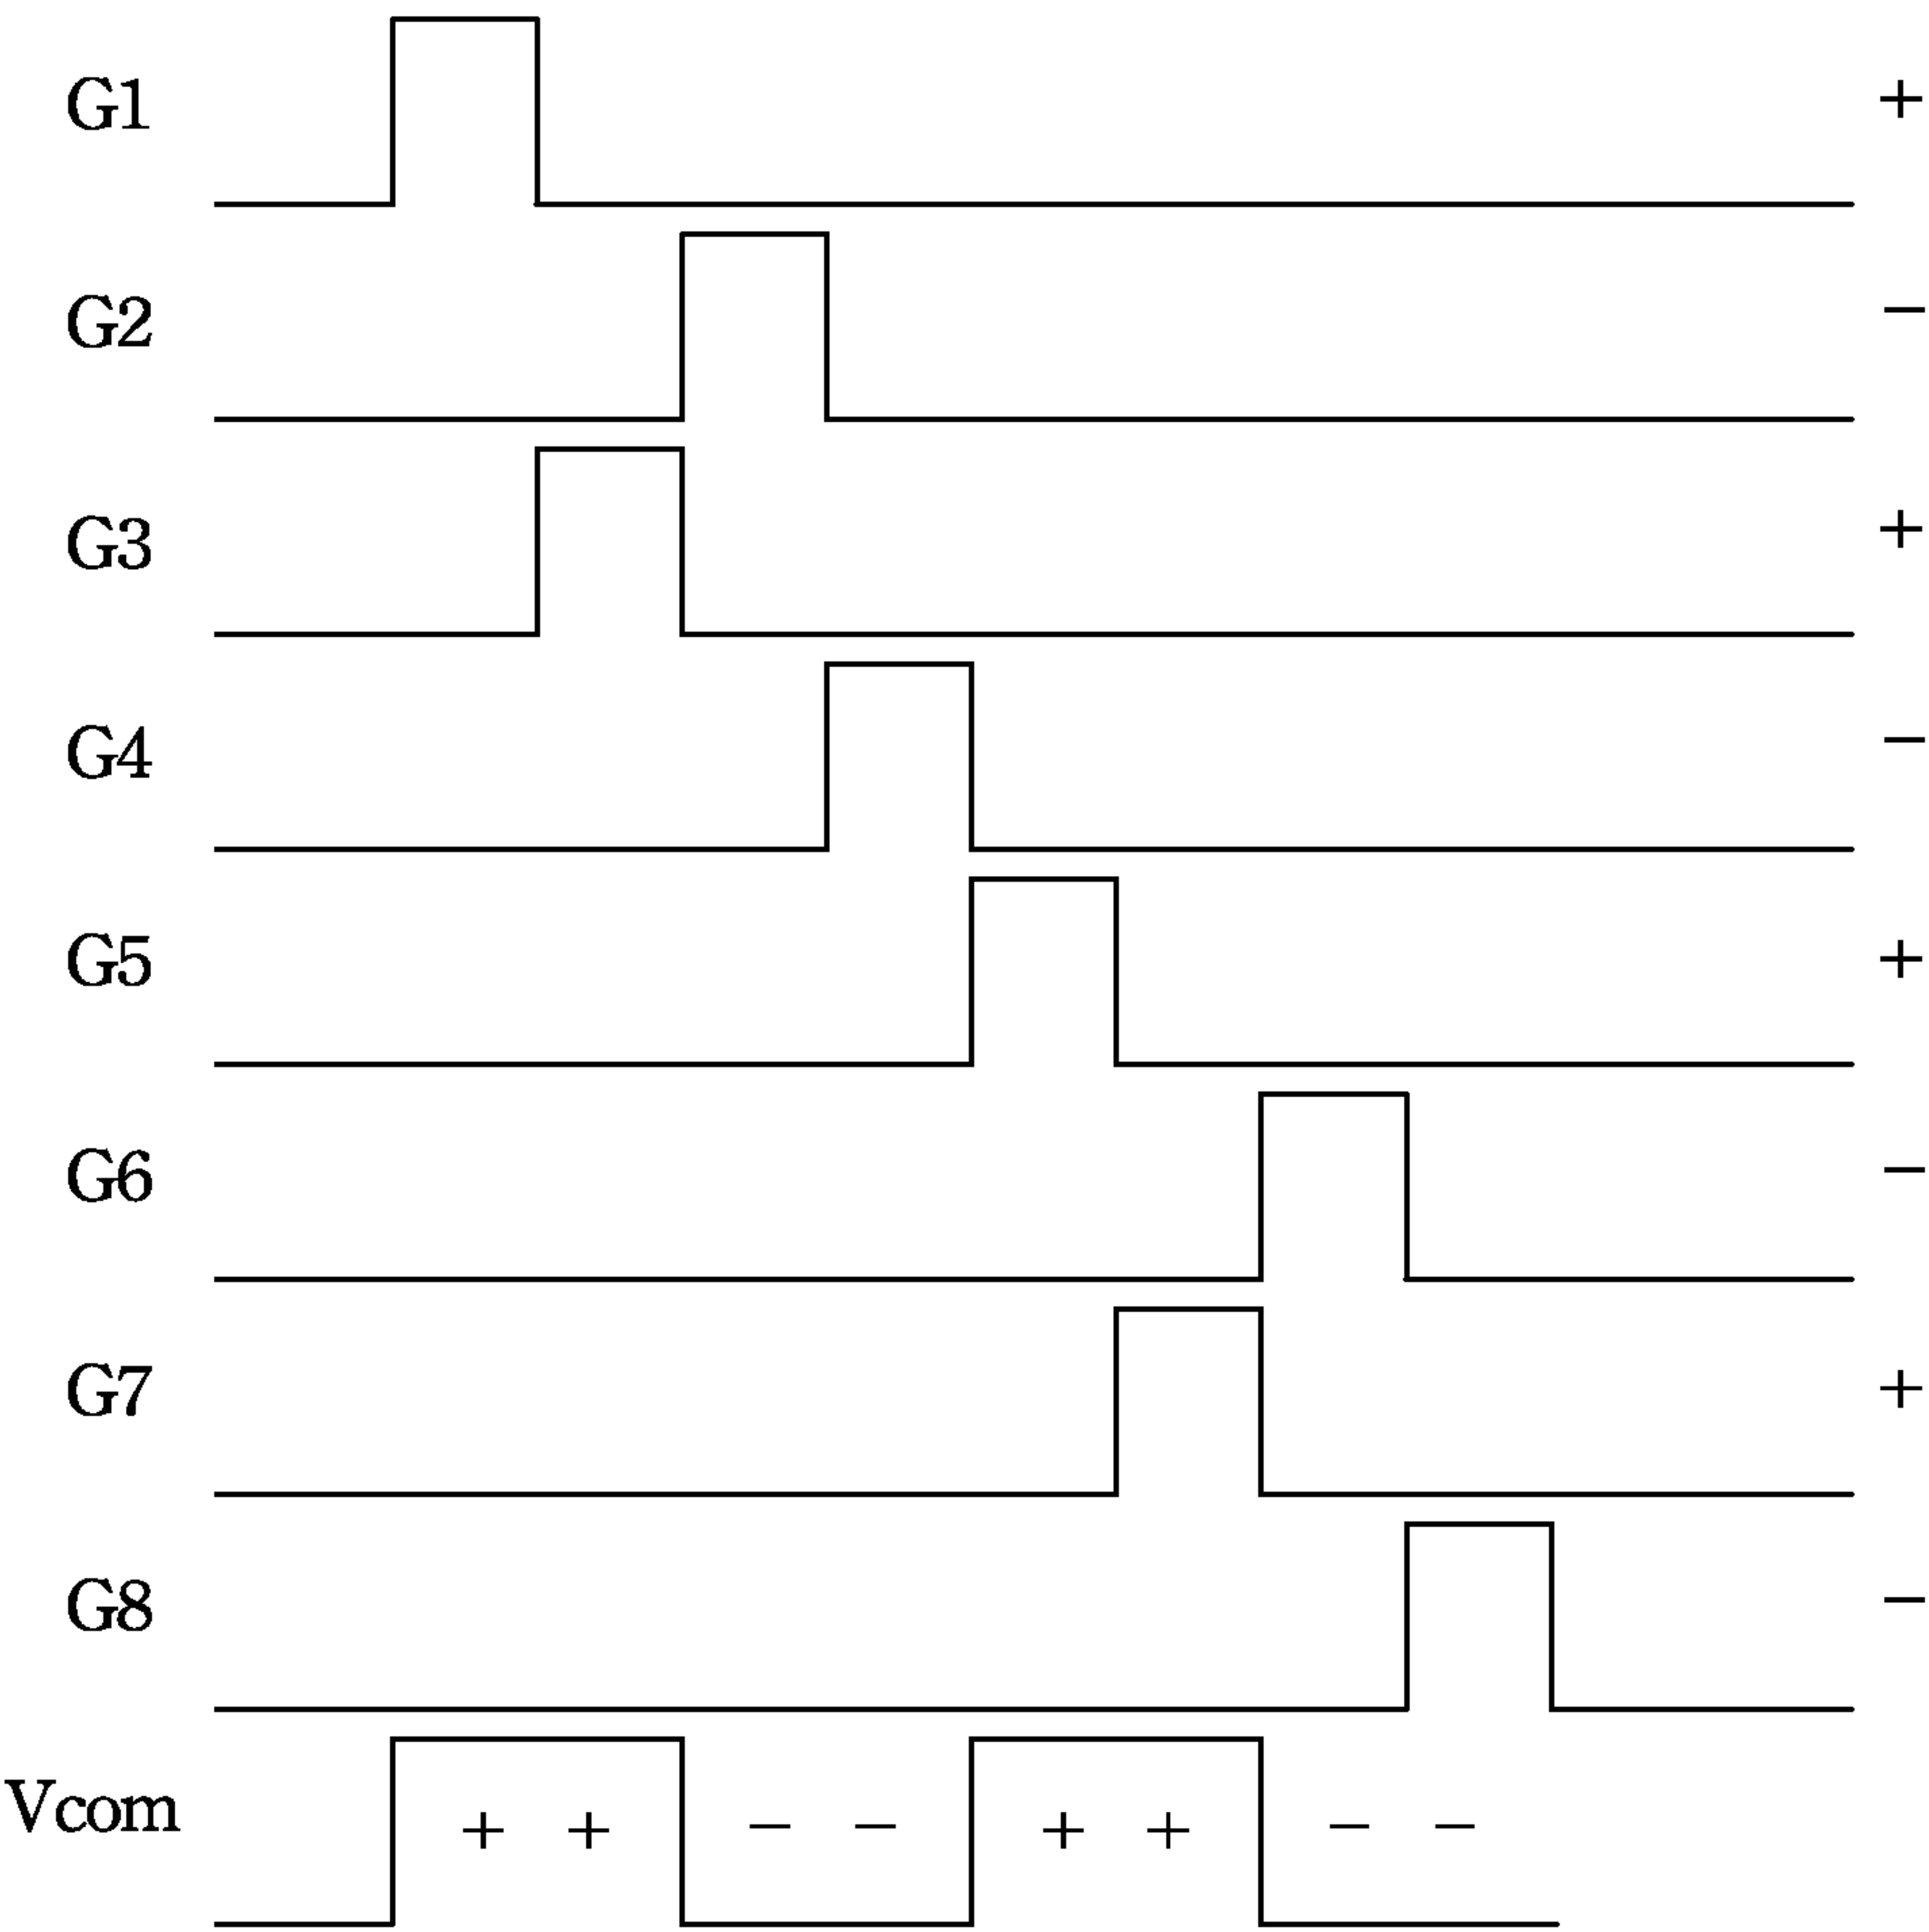 G1 +
G2 −
G3 +
G4 −
G5 +
G6 −
G7 +
G8 −
Vcom + + − − + + − −